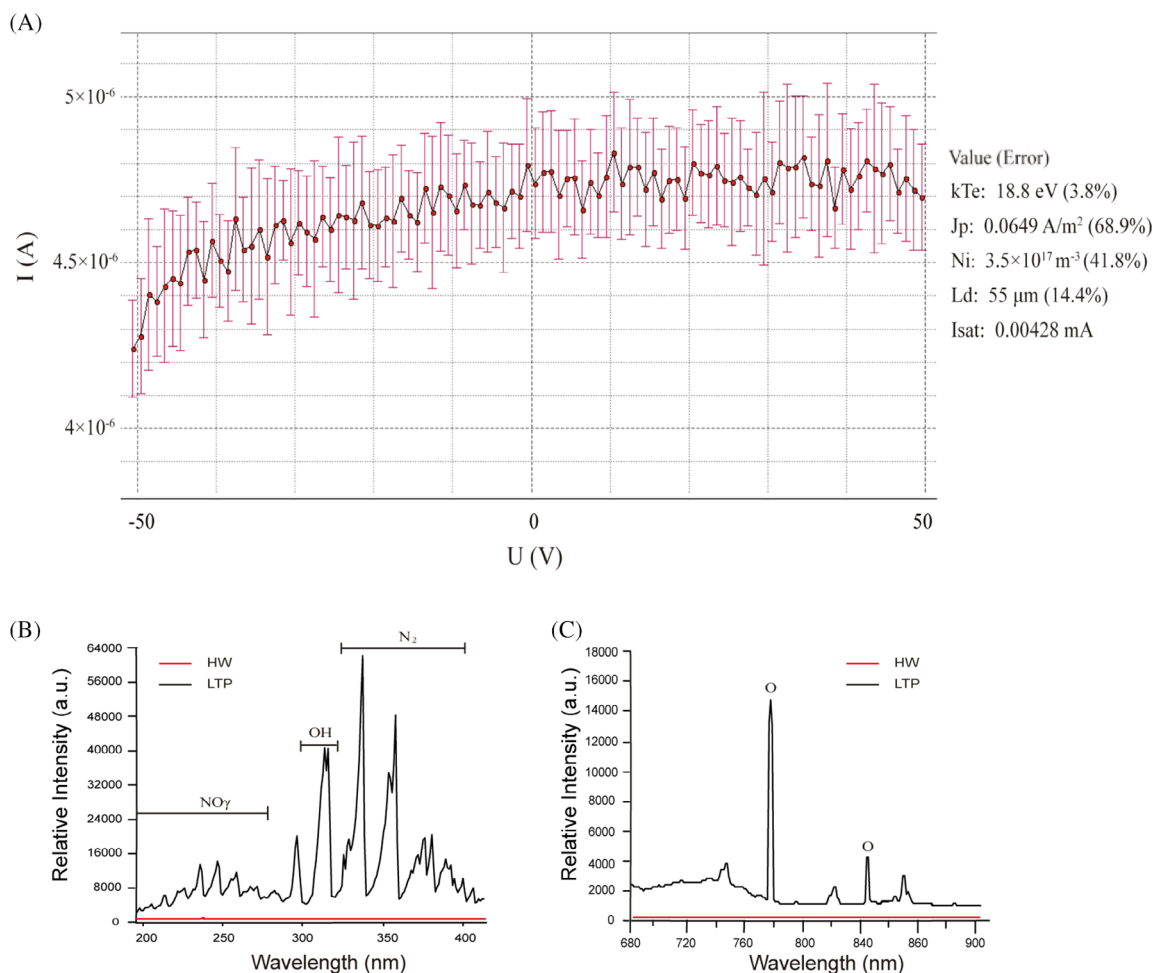 (A)
5×10⁻⁶
4,5×10⁻⁶
4×10⁻⁶
I (A)
-50 0 50
U (V)
Value (Error)
kTe: 18.8 eV (3.8%)
Jp: 0.0649 A/m² (68.9%)
Ni: 3.5×10¹⁷ m⁻³ (41.8%)
Ld: 55 μm (14.4%)
Isat: 0.00428 mA
(B)
64000
56000
48000
40000
32000
24000
16000
8000
0
Relative Intensity (a.u.)
HW
LTP
N₂
OH
NOγ
200 250 300 350 400
Wavelength (nm)
(C)
18000
16000
14000
12000
10000
8000
6000
4000
2000
0
Relative Intensity (a.u.)
HW
LTP
O
O
680 720 760 800 840 860 900
Wavelength (nm)